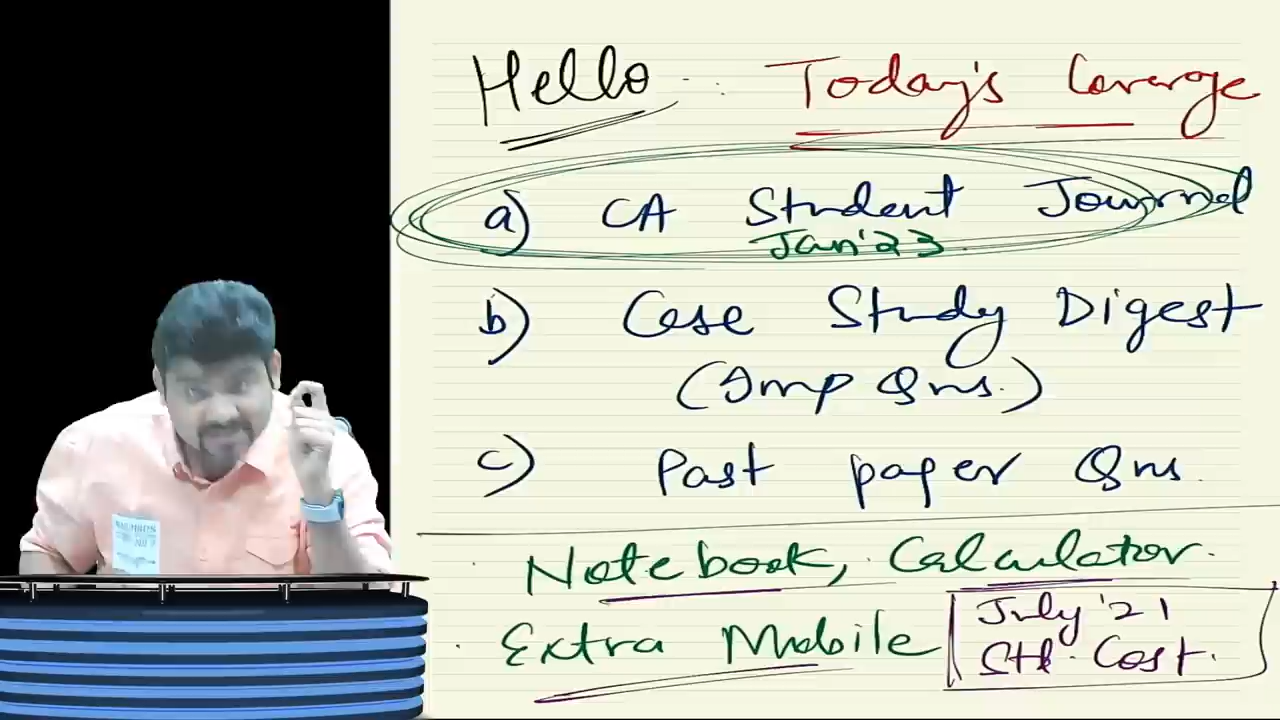 Hello Today's Coverage
a) CA Student Journal
Jan'23
b) Case Study Digest
(Imp Qns.)
c) Past paper Qns.
Notebook, Calculator.
Extra Mobile
July '21
Std. Cost.